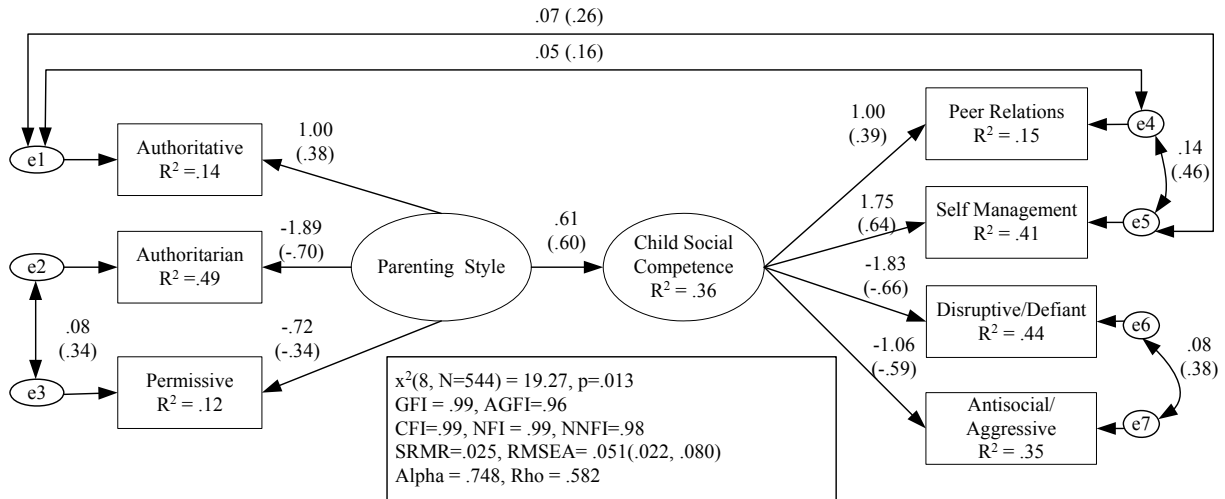 .07 (.26)
.05 (.16)
e1
Authoritative
R² =.14
1.00
(.38)
e2
Authoritarian
R² =.49
-1.89
(-.70)
.08
(.34)
e3
Permissive
R² = .12
-.72
(-.34)
Parenting Style
.61
(.60)
Child Social
Competence
R² = .36
1.00
(.39)
Peer Relations
R² = .15
e4
.14
(.46)
1.75
(.64)
Self Management
R² = .41
e5
-1.83
(-.66)
Disruptive/Defiant
R² = .44
e6
.08
(.38)
-1.06
(-.59)
Antisocial/
Aggressive
R² = .35
e7
x²(8, N=544) = 19.27, p=.013
GFI = .99, AGFI=.96
CFI=.99, NFI = .99, NNFI=.98
SRMR=.025, RMSEA= .051(.022, .080)
Alpha = .748, Rho = .582